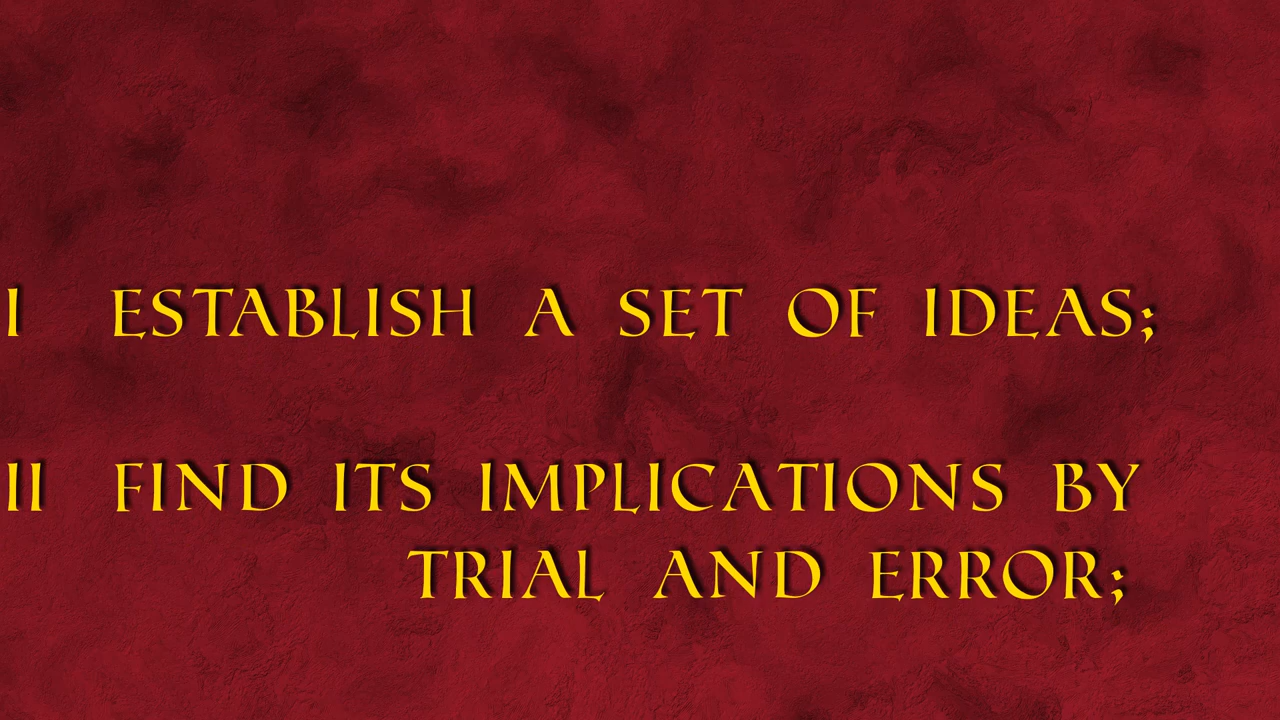 I ESTABLISH A SET OF IDEAS;
II FIND ITS IMPLICATIONS BY
TRIAL AND ERROR;